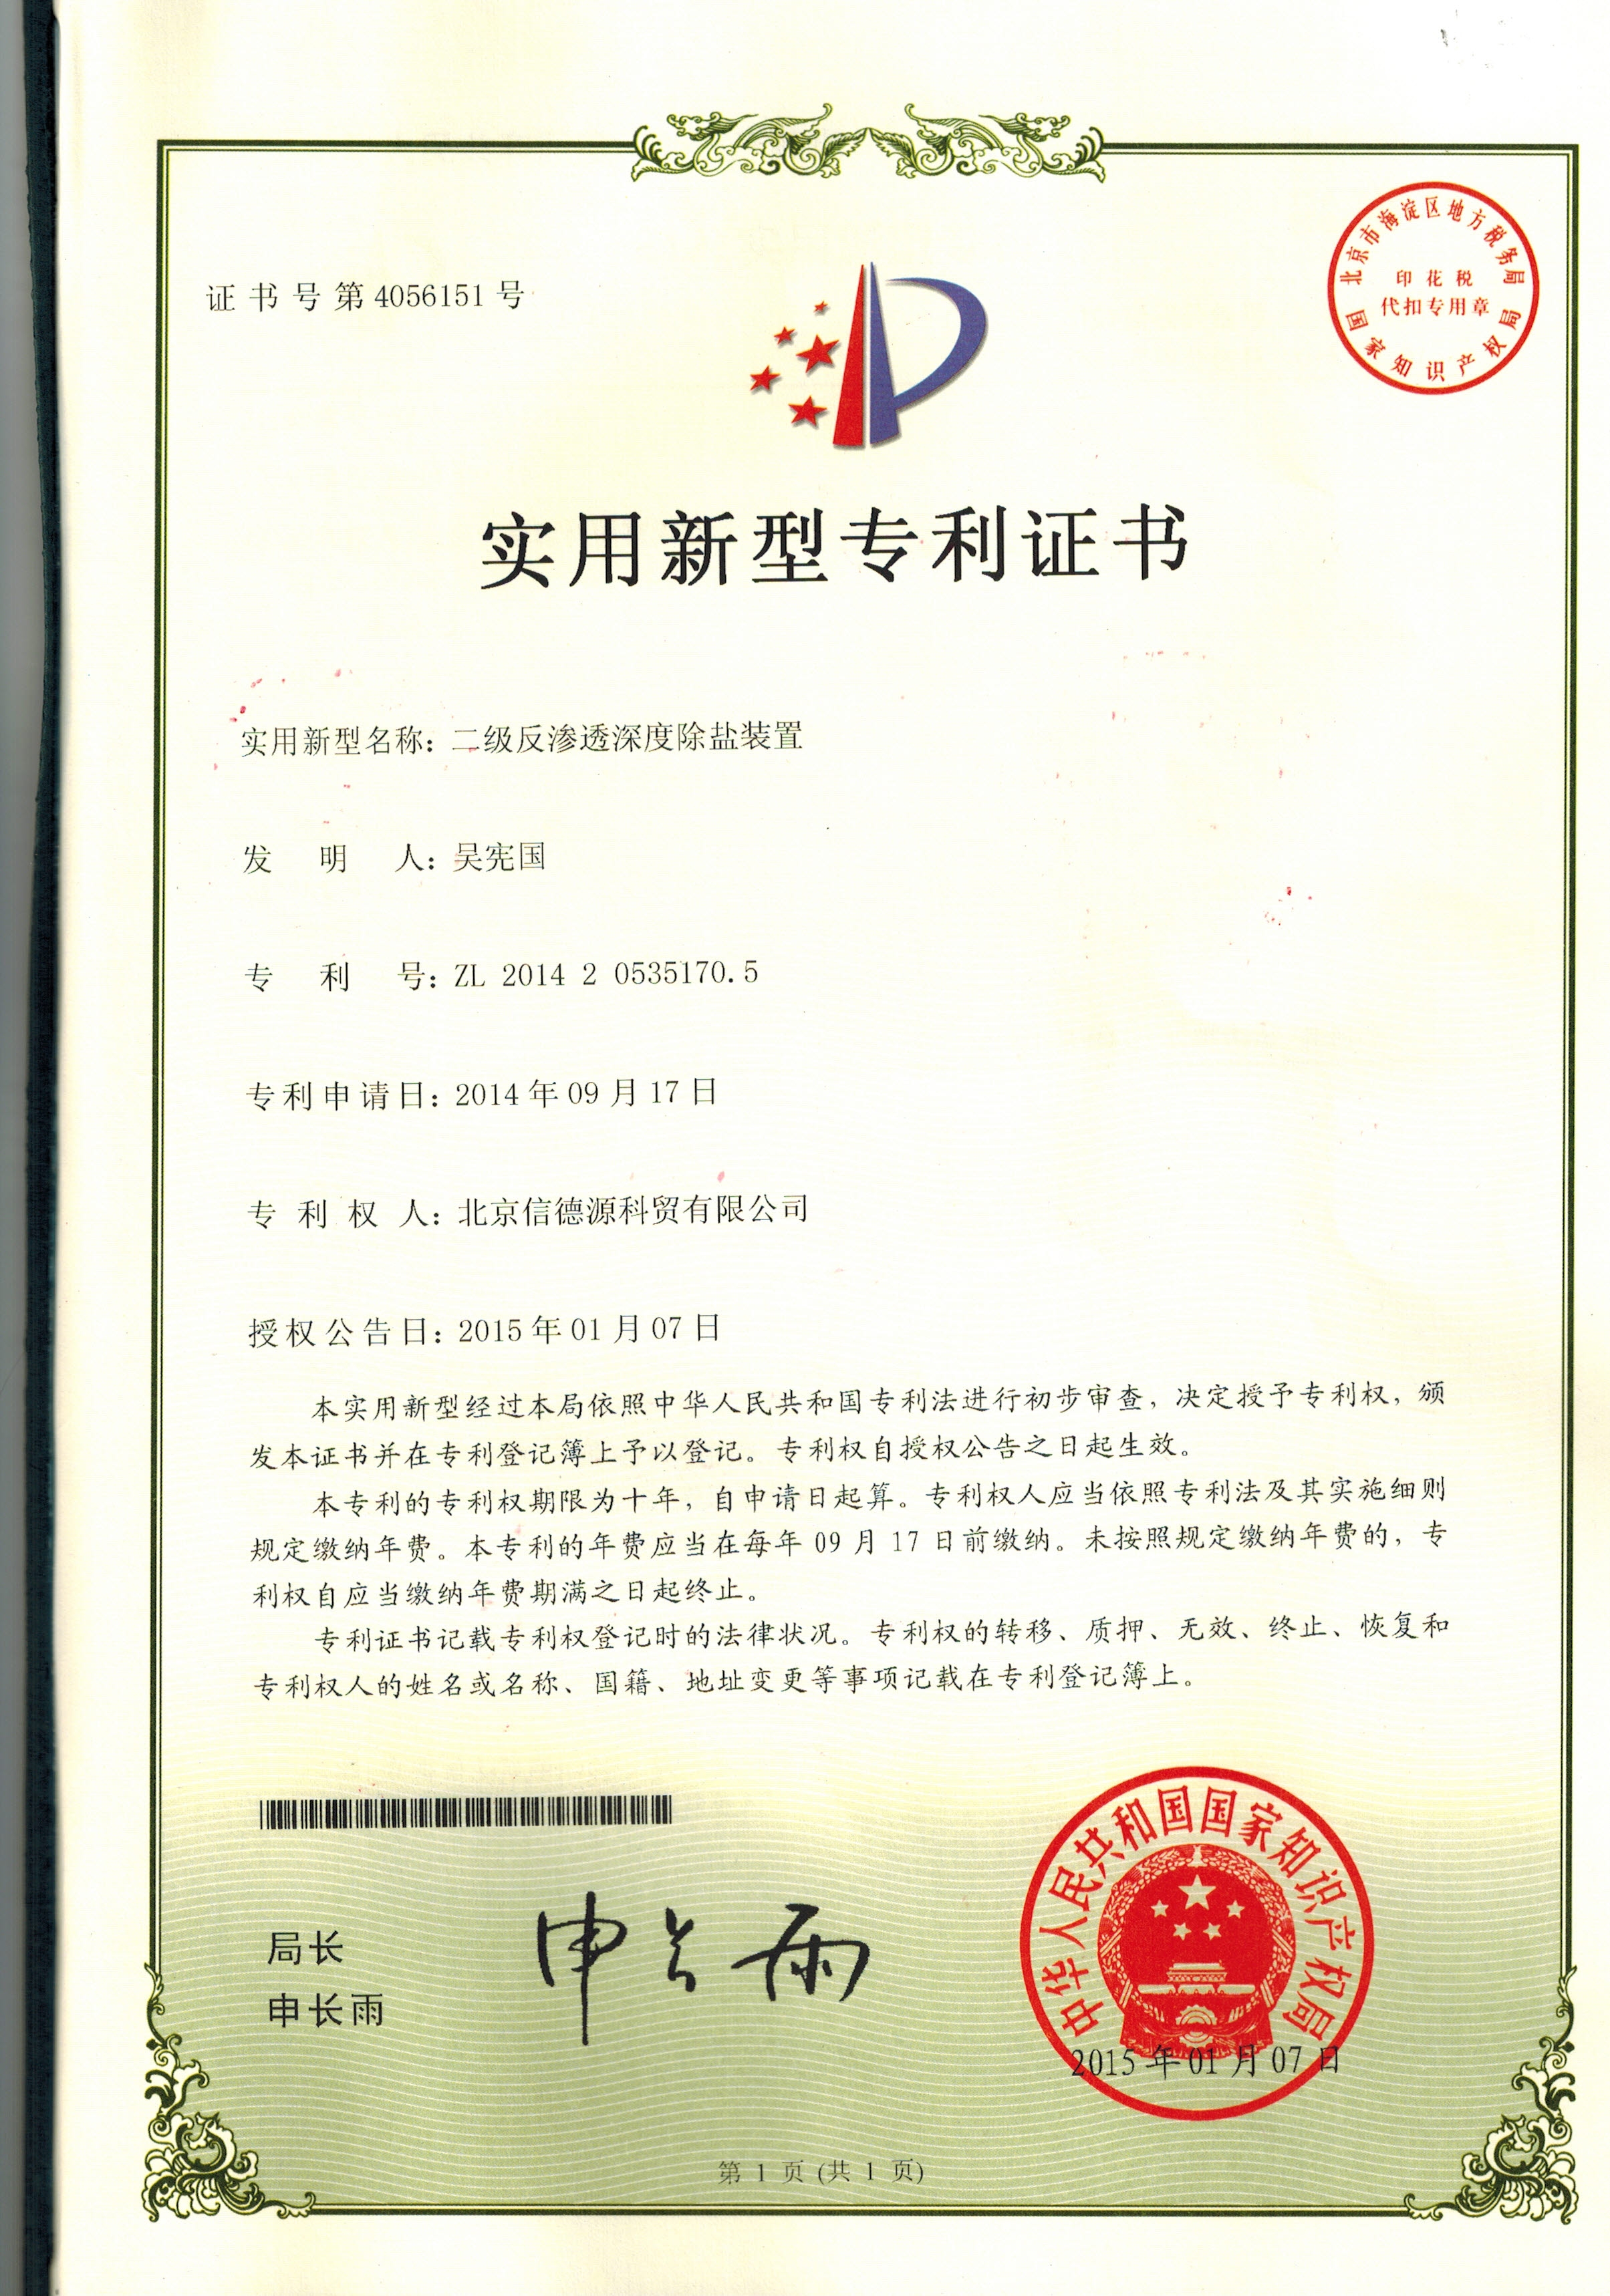 证书号第4056151号
北京市海淀区地方税务局
印花税
代扣专用章
国家知识产权局
实用新型专利证书
实用新型名称：二级反渗透深度除盐装置
发明人：吴宪国
专利号：ZL 2014 2 0535170.5
专利申请日：2014年09月17日
专利权人：北京信德源科贸有限公司
授权公告日：2015年01月07日
本实用新型经过本局依照中华人民共和国专利法进行初步审查，决定授予专利权，颁
发本证书并在专利登记簿上予以登记。专利权自授权公告之日起生效。
本专利的专利权期限为十年，自申请日起算。专利权人应当依照专利法及其实施细则
规定缴纳年费。本专利的年费应当在每年09月17日前缴纳。未按照规定缴纳年费的，专
利权自应当缴纳年费期满之日起终止。
专利证书记载专利权登记时的法律状况。专利权的转移、质押、无效、终止、恢复和
专利权人的姓名或名称、国籍、地址变更等事项记载在专利登记簿上。
局长
申长雨
申长雨
中华人民共和国国家知识产权局
2015年01月07日
第1页(共1页)